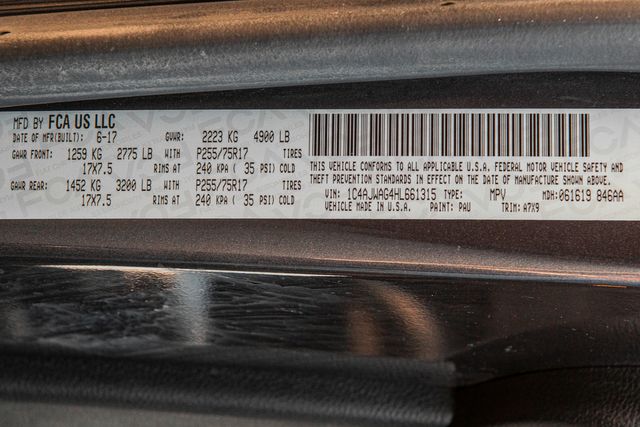 MFD BY FCA US LLC
DATE OF MFR(BUILT): 6-17 GVWR: 2223 KG 4900 LB
GAWR FRONT: 1259 KG 2775 LB WITH P255/75R17 TIRES
17X7.5 RIMS AT 240 KPA ( 35 PSI) COLD
GAWR REAR: 1452 KG 3200 LB WITH P255/75R17 TIRES
17X7.5 RIMS AT 240 KPA ( 35 PSI) COLD
THIS VEHICLE CONFORMS TO ALL APPLICABLE U.S.A. FEDERAL MOTOR VEHICLE SAFETY AND
THEFT PREVENTION STANDARDS IN EFFECT ON THE DATE OF MANUFACTURE SHOWN ABOVE.
VIN: 1C4AJWAG4HL661315 TYPE: MPV MDH: 061619 846AA
VEHICLE MADE IN U.S.A. PAINT: PAU TRIM: A7X9